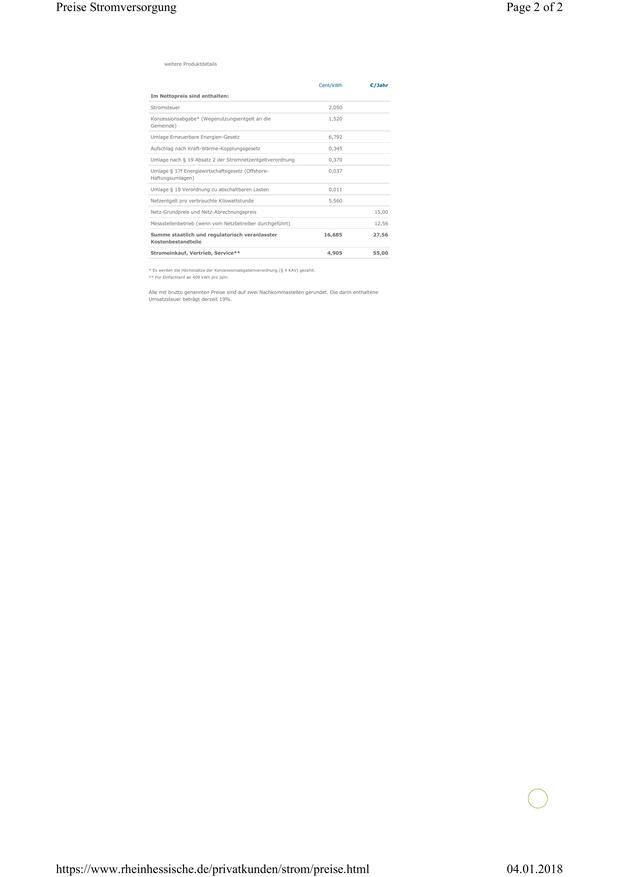 Preise Stromversorgung
Page 2 of 2
weitere Produktdetails
Cent/kWh €/Jahr
Im Nettopreis sind enthalten:
Stromsteuer 2,050
Konzessionsabgabe* (Wegenutzungsentgelt an die
Gemeinde) 1,520
Umlage Erneuerbare Energien-Gesetz 6,792
Aufschlag nach Kraft-Wärme-Kopplungsgesetz 0,345
Umlage nach § 19 Absatz 2 der Stromnetzentgeltverordnung 0,370
Umlage § 17f Energiewirtschaftsgesetz (Offshore-
Haftungsumlagen) 0,037
Umlage § 18 Verordnung zu abschaltbaren Lasten 0,011
Netzentgelt pro verbrauchte Kilowattstunde 5,560
Netz-Grundpreis und Netz-Abrechnungspreis 15,00
Messstellenbetrieb (wenn vom Netzbetreiber durchgeführt) 12,56
Summe staatlich und regulatorisch veranlasster
Kostenbestandteile 16,685 27,56
Stromeinkauf, Vertrieb, Service** 4,905 55,00
* Es werden die Höchstsätze der Konzessionsabgabenverordnung (§ 4 KAV) gezahlt.
** Für Einfachtarif ab 409 kWh pro Jahr.
Alle mit brutto genannten Preise sind auf zwei Nachkommastellen gerundet. Die darin enthaltene
Umsatzsteuer beträgt derzeit 19%.
https://www.rheinhessische.de/privatkunden/strom/preise.html
04.01.2018